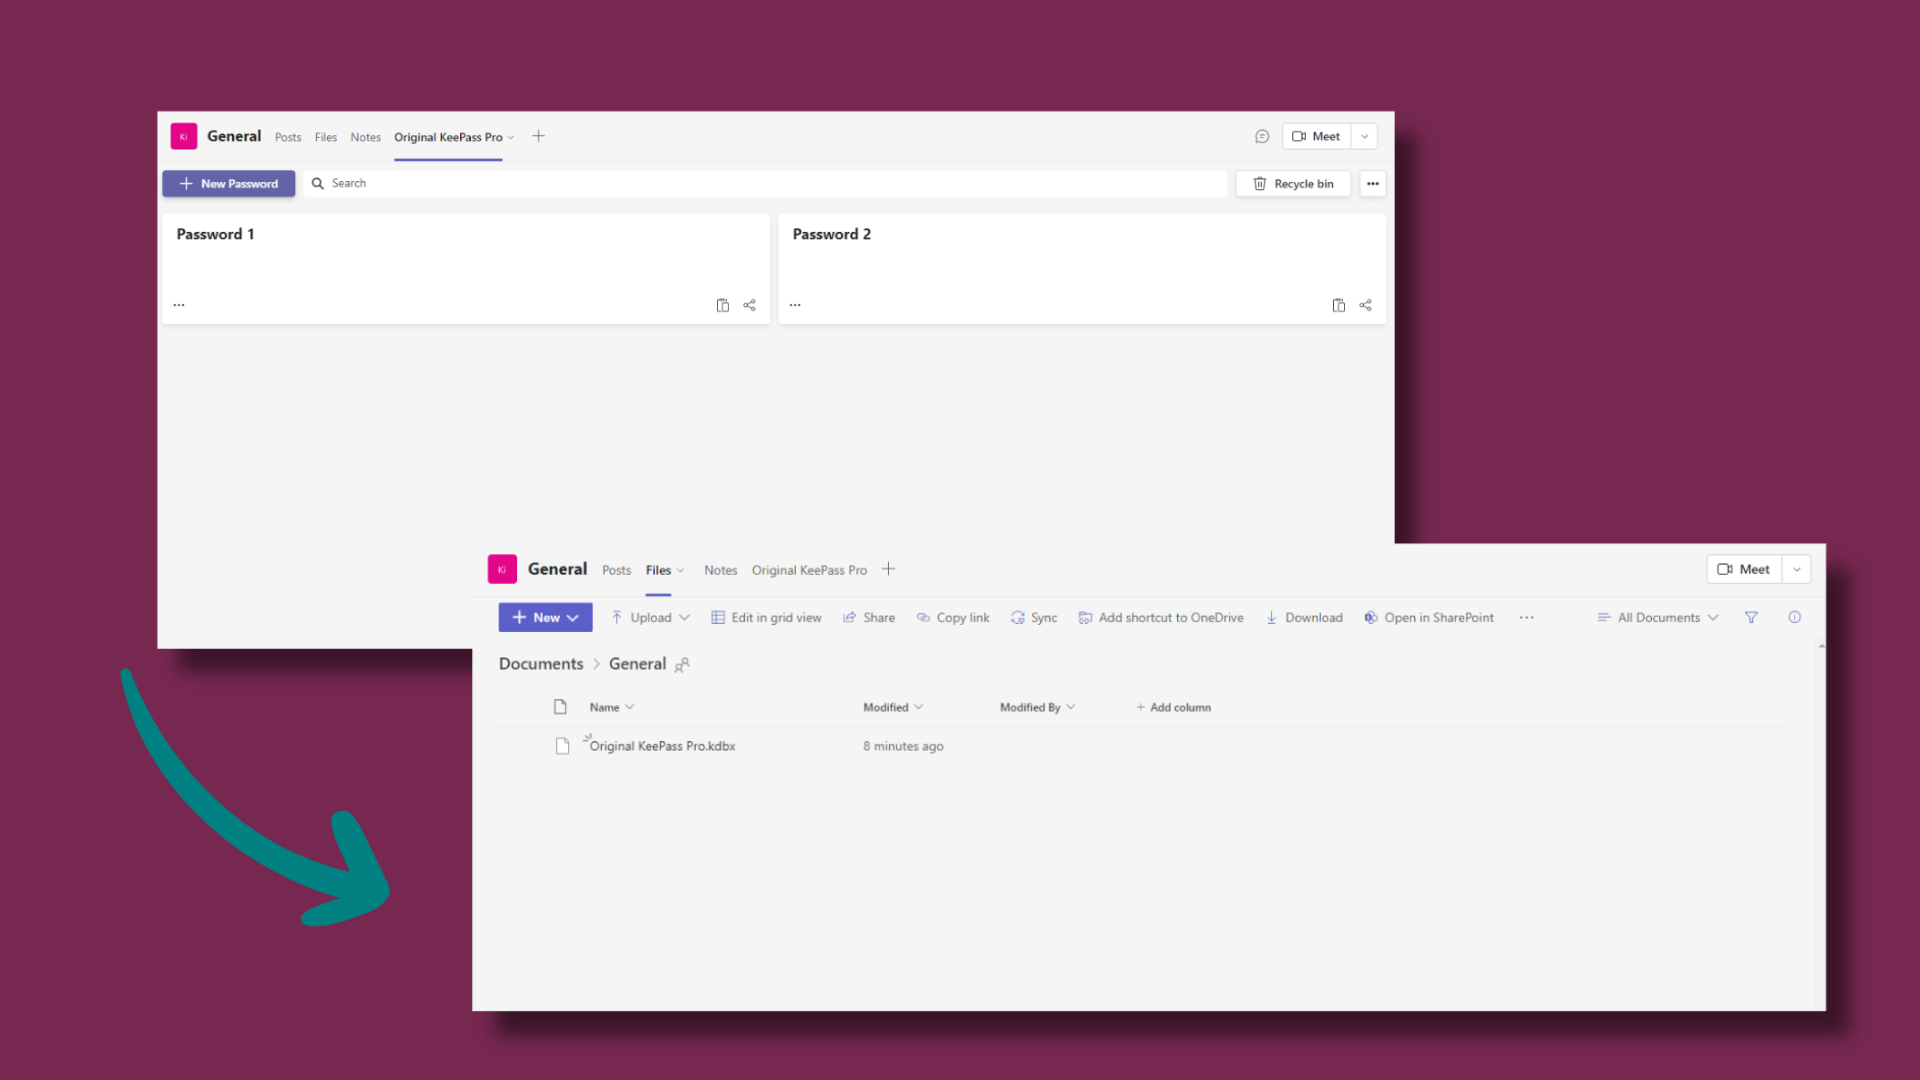 Ki General Posts Files Notes Original KeePass Pro Meet
New Password Search Recycle bin
Password 1 Password 2
Ki General Posts Files Notes Original KeePass Pro Meet
New Upload Edit in grid view Share Copy link Sync Add shortcut to OneDrive Download Open in SharePoint All Documents
Documents > General
Name Modified Modified By + Add column
Original KeePass Pro.kdbx 8 minutes ago